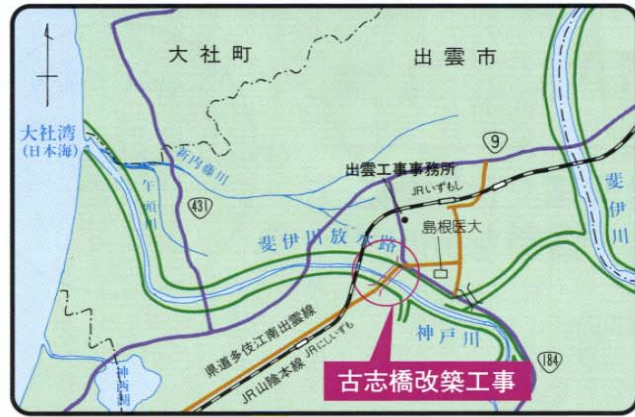 大社町
出雲市
大社湾
(日本海)
新内藤川
午頭川
431
9
出雲工事事務所
JRいずもし
島根医大
斐伊川
斐伊川放水路
神戸川
県道多伎江南出雲線
JR山陰本線 JRにしいずも
184
神西湖
古志橋改築工事